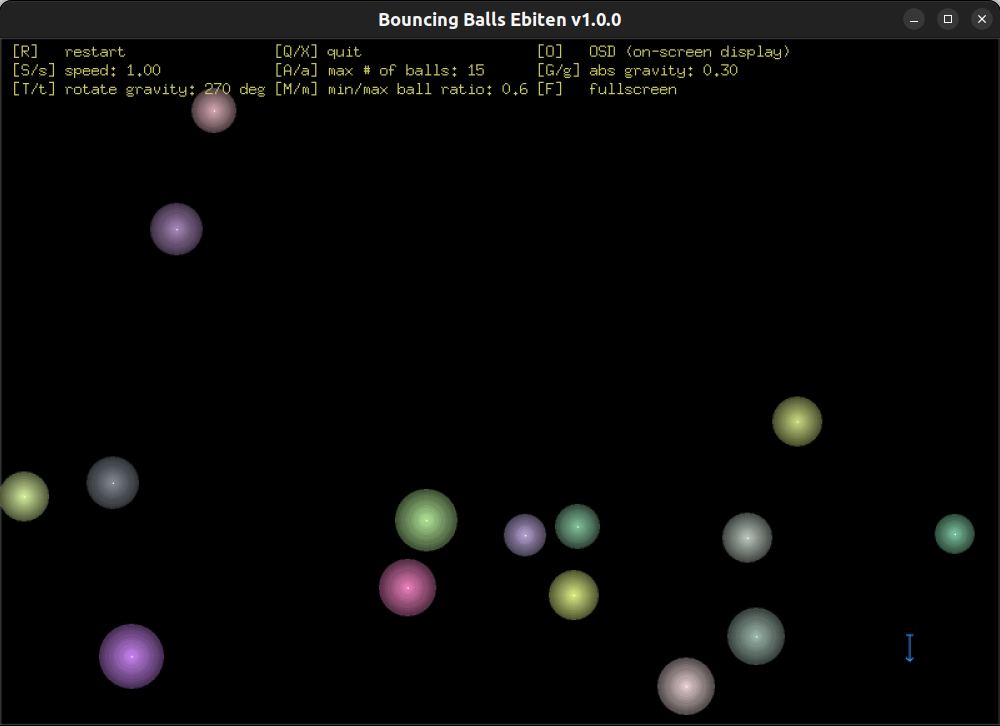 Bouncing Balls Ebiten v1.0.0
[R] restart [Q/X] quit [O] OSD (on-screen display)
[S/s] speed: 1.00 [A/a] max # of balls: 15 [G/g] abs gravity: 0.30
[T/t] rotate gravity: 270 deg [M/m] min/max ball ratio: 0.6 [F] fullscreen